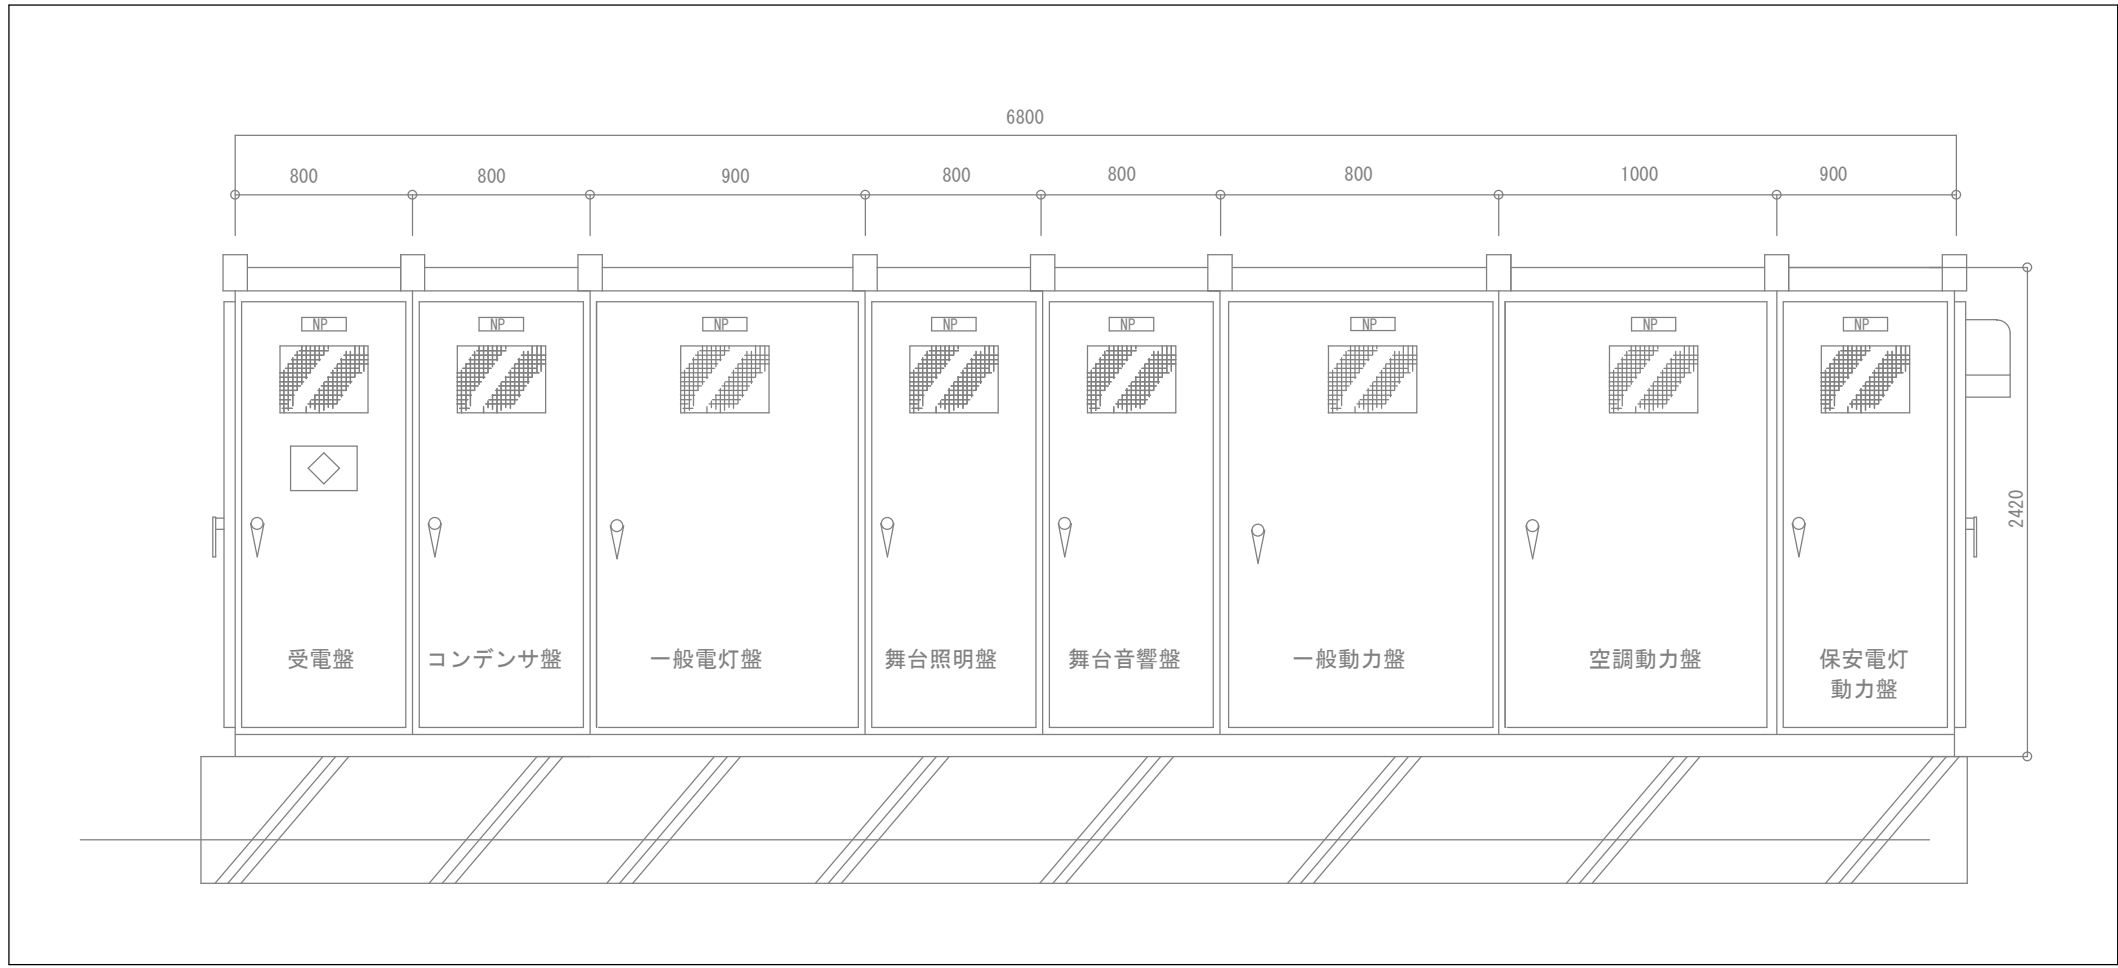 6800
800
800
900
800
800
800
1000
900
NP
NP
NP
NP
NP
NP
NP
NP
2420
受電盤
コンデンサ盤
一般電灯盤
舞台照明盤
舞台音響盤
一般動力盤
空調動力盤
保安電灯
動力盤